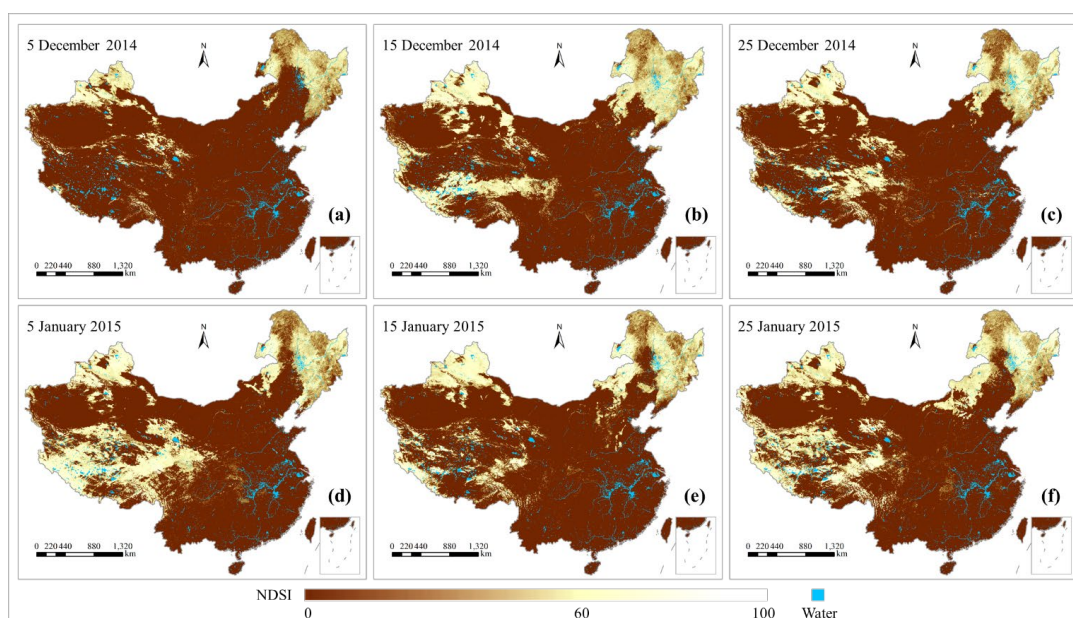 5 December 2014
N
(a)
0 220 440 880 1,320
km
15 December 2014
N
(b)
0 220 440 880 1,320
km
25 December 2014
N
(c)
0 220 440 880 1,320
km
5 January 2015
N
(d)
0 220 440 880 1,320
km
15 January 2015
N
(e)
0 220 440 880 1,320
km
25 January 2015
N
(f)
0 220 440 880 1,320
km
NDSI
0 60 100
Water